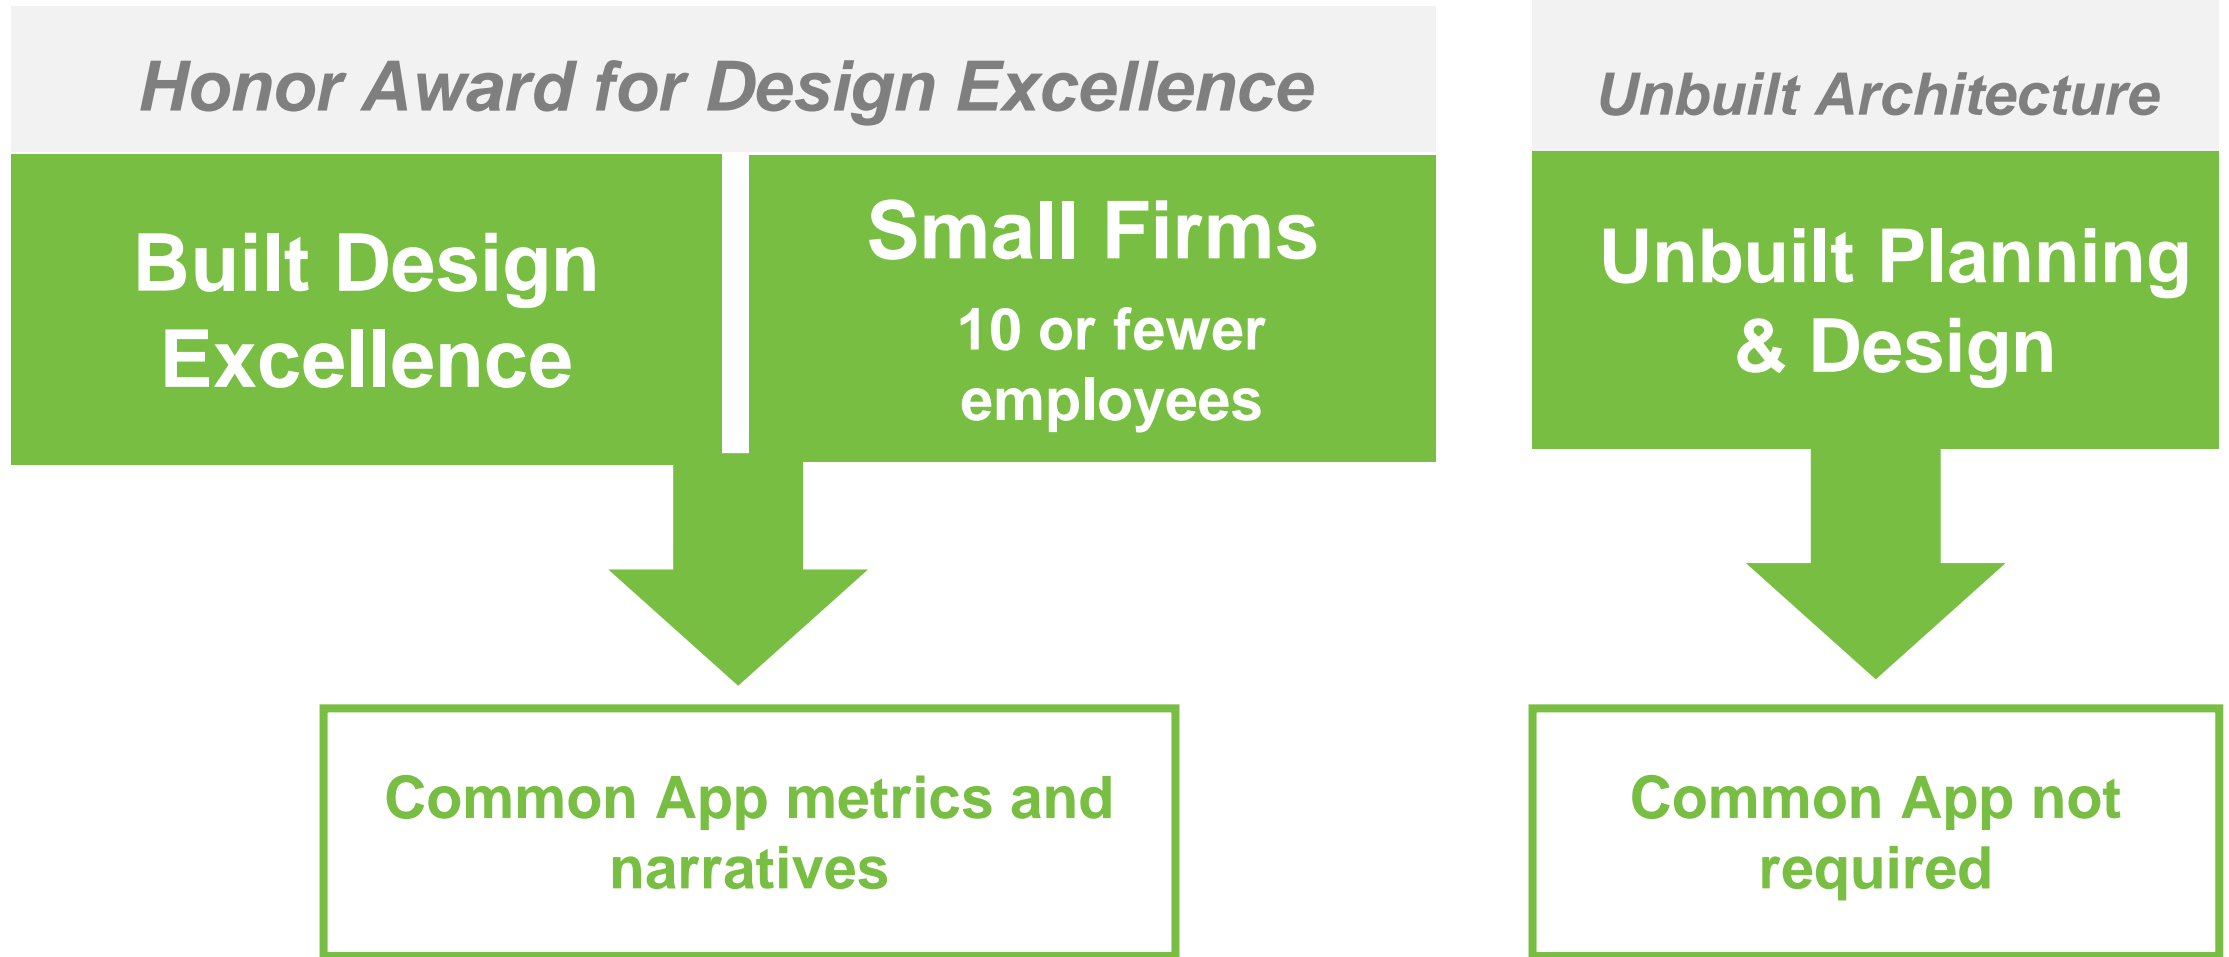 Honor Award for Design Excellence
Built Design
Excellence
Small Firms
10 or fewer
employees
Common App metrics and
narratives
Unbuilt Architecture
Unbuilt Planning
& Design
Common App not
required